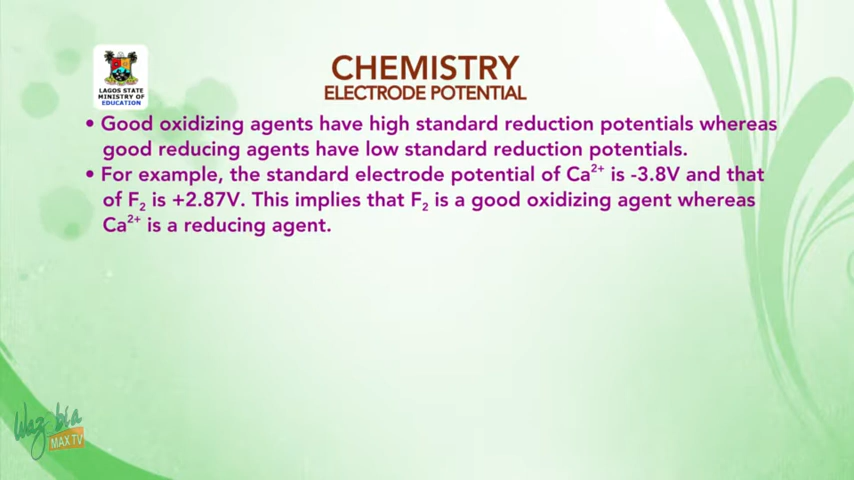 LAGOS STATE
MINISTRY OF
EDUCATION
CHEMISTRY
ELECTRODE POTENTIAL
• Good oxidizing agents have high standard reduction potentials whereas
good reducing agents have low standard reduction potentials.
• For example, the standard electrode potential of Ca²⁺ is -3.8V and that
of F₂ is +2.87V. This implies that F₂ is a good oxidizing agent whereas
Ca²⁺ is a reducing agent.
Wazobia
MAX TV